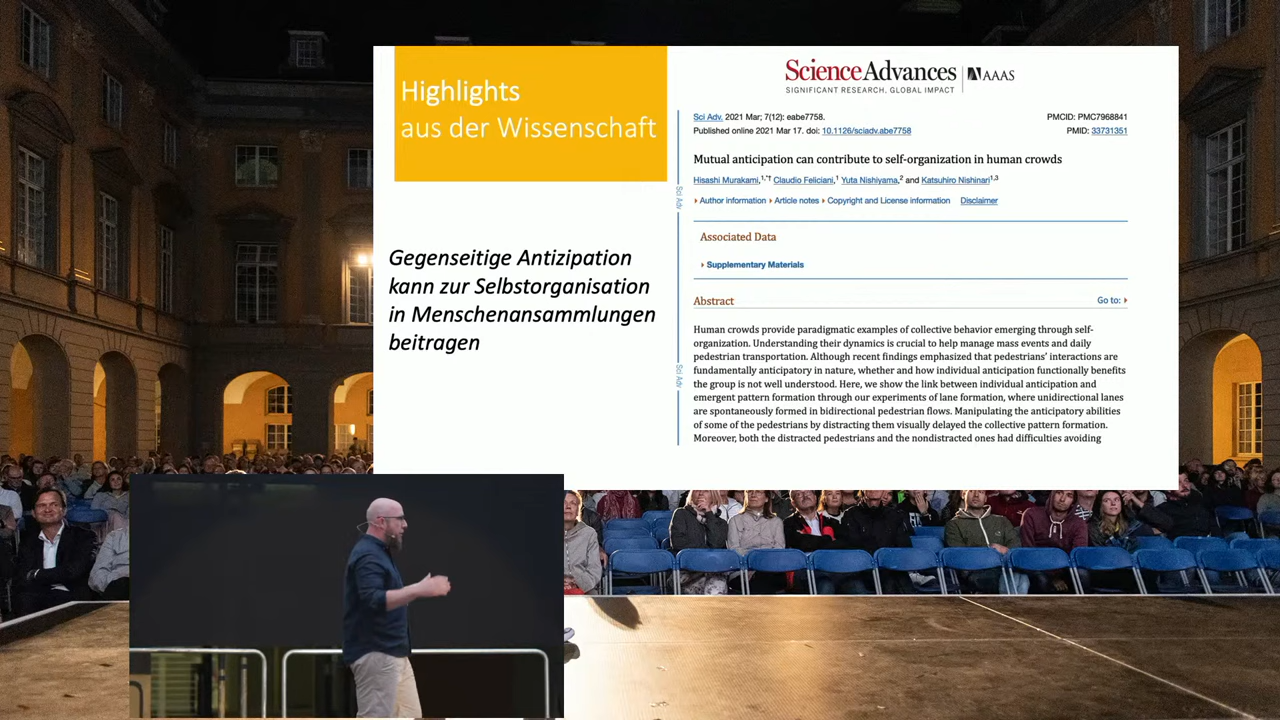 Highlights
aus der Wissenschaft
Gegenseitige Antizipation
kann zur Selbstorganisation
in Menschenansammlungen
beitragen
ScienceAdvances | AAAS
SIGNIFICANT RESEARCH, GLOBAL IMPACT
Sci Adv. 2021 Mar; 7(12): eabe7758.
PMCID: PMC7968841
Published online 2021 Mar 17. doi: 10.1126/sciadv.abe7758
PMID: 33731351
Mutual anticipation can contribute to self-organization in human crowds
Hisashi Murakami,1,*† Claudio Feliciani,1 Yuta Nishiyama,2 and Katsuhiro Nishinari1,3
Author information Article notes Copyright and License information Disclaimer
Sci Adv
Associated Data
Supplementary Materials
Abstract
Go to:
Human crowds provide paradigmatic examples of collective behavior emerging through self-
organization. Understanding their dynamics is crucial to help manage mass events and daily
pedestrian transportation. Although recent findings emphasized that pedestrians' interactions are
fundamentally anticipatory in nature, whether and how individual anticipation functionally benefits
the group is not well understood. Here, we show the link between individual anticipation and
emergent pattern formation through our experiments of lane formation, where unidirectional lanes
are spontaneously formed in bidirectional pedestrian flows. Manipulating the anticipatory abilities
of some of the pedestrians by distracting them visually delayed the collective pattern formation.
Moreover, both the distracted pedestrians and the nondistracted ones had difficulties avoiding
Sci Adv